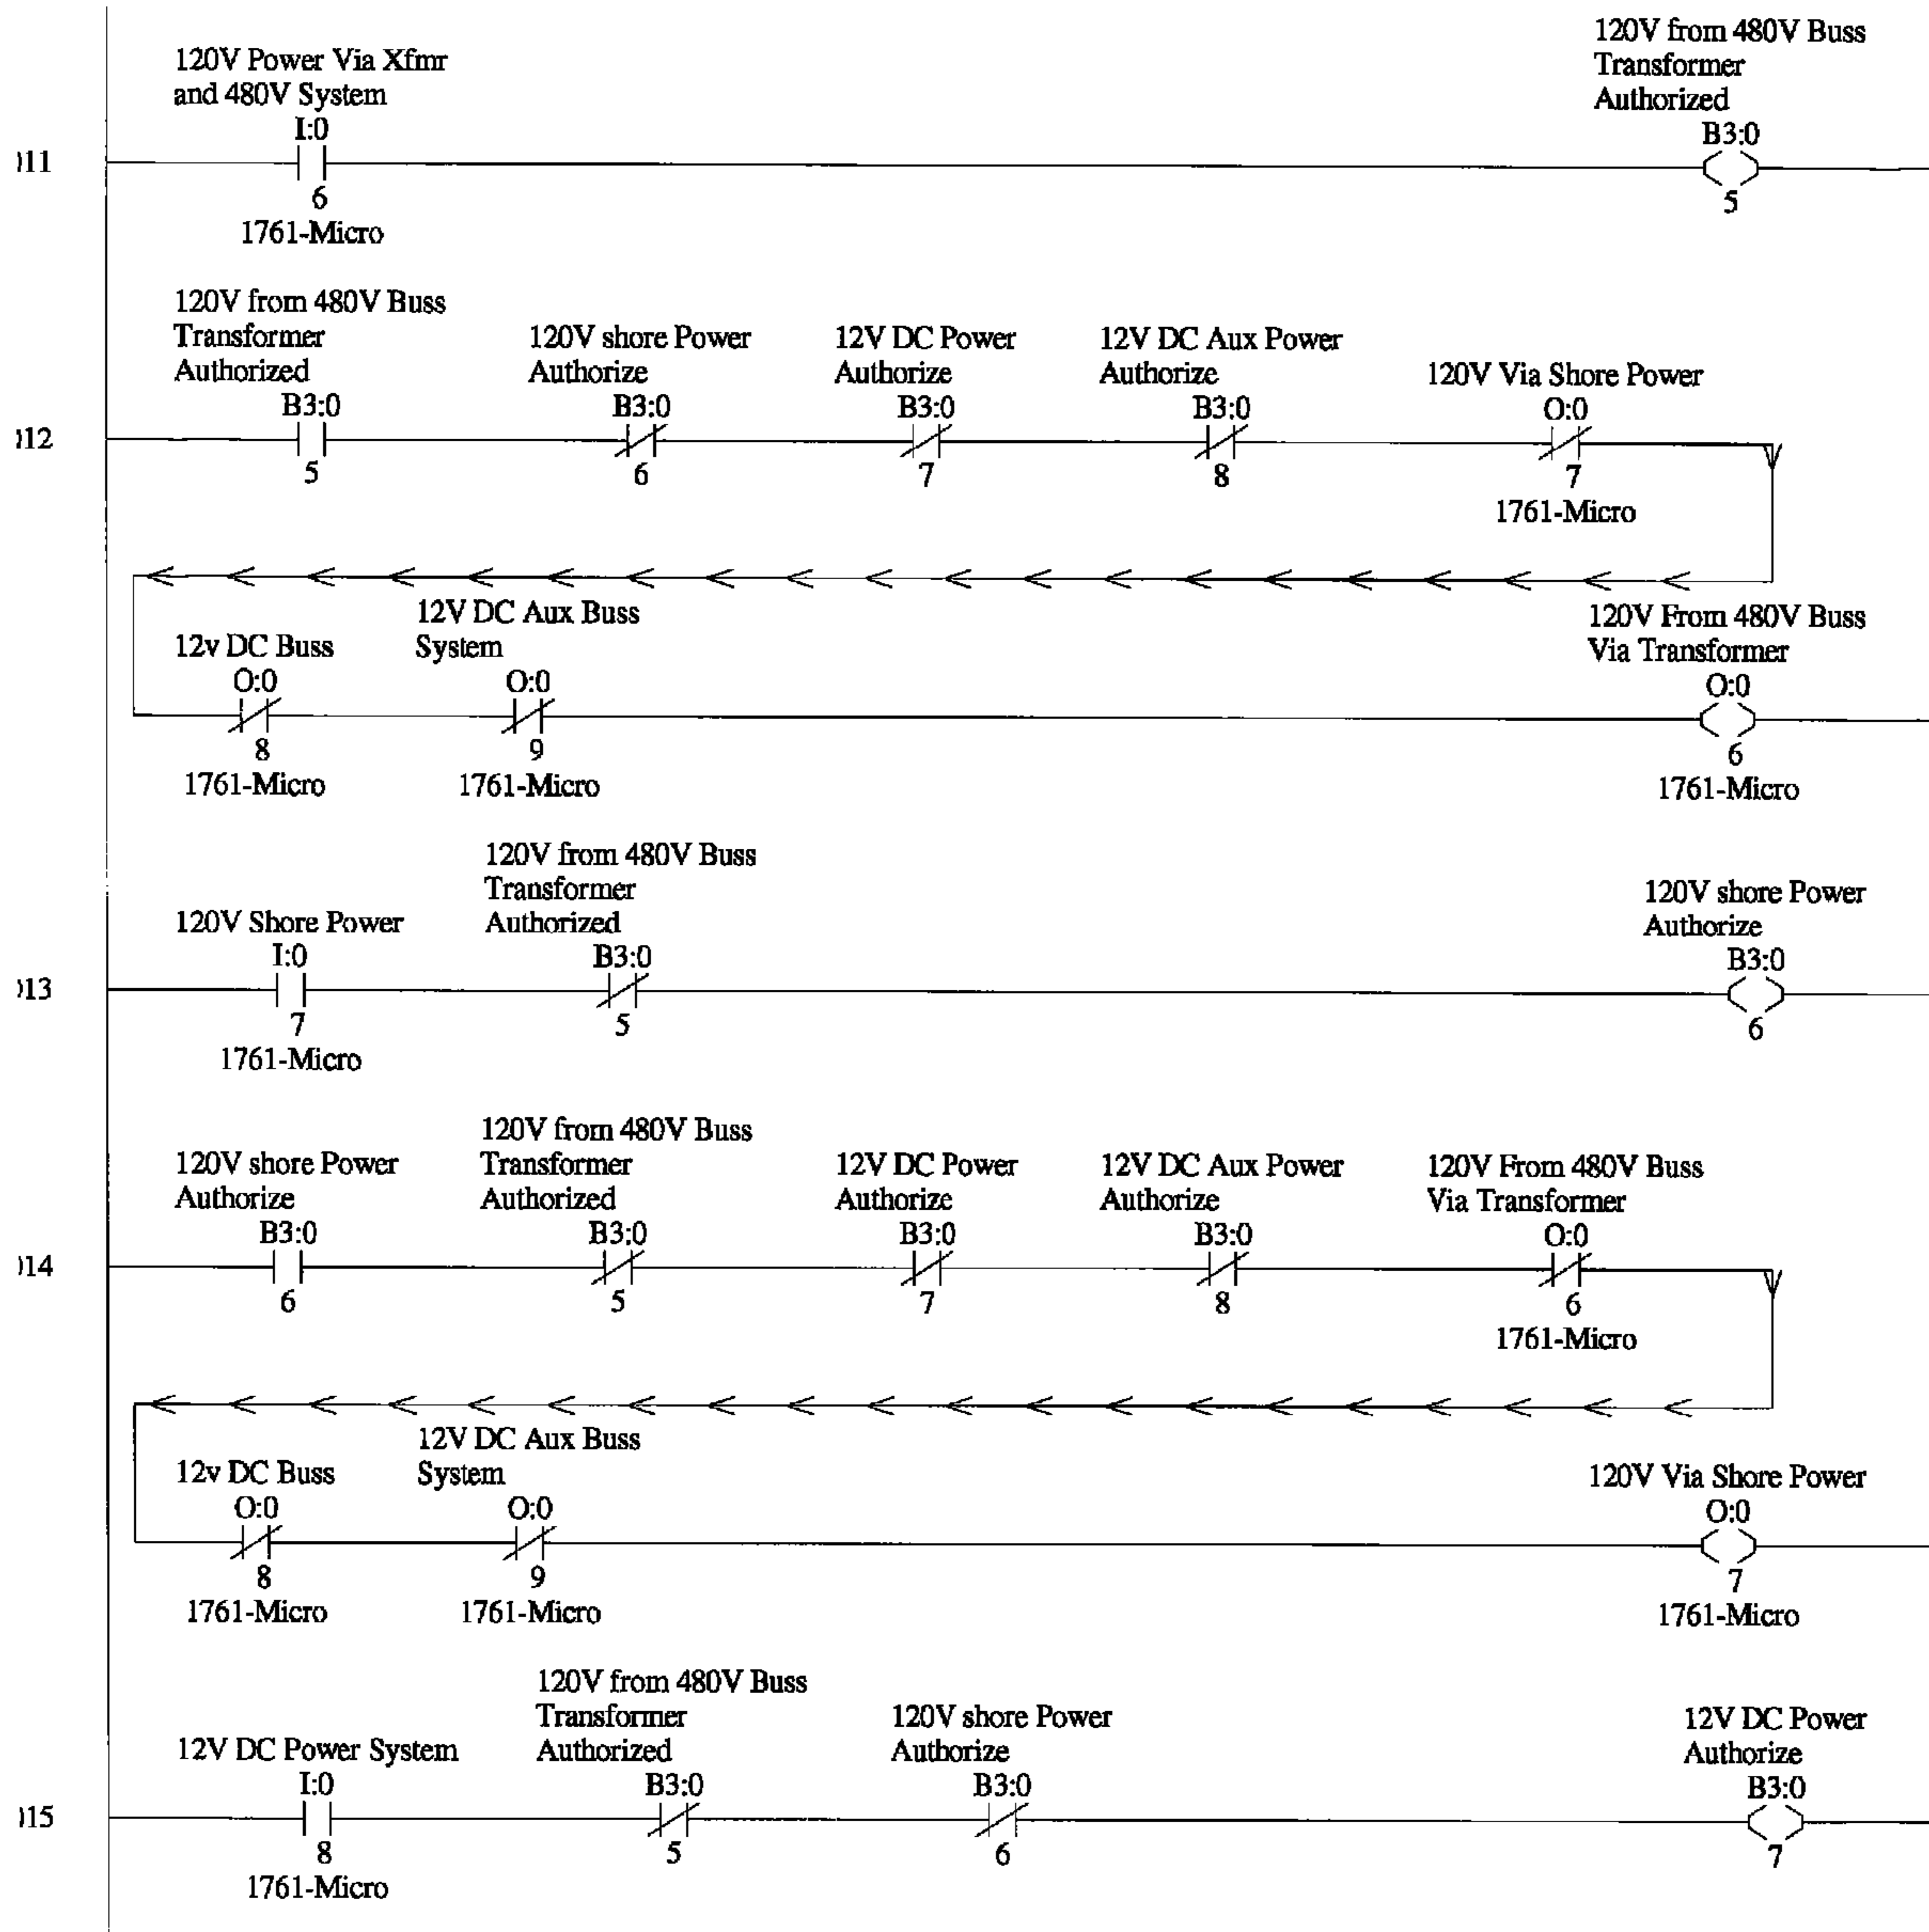 120V Power Via Xfmr
and 480V System
I:0
6
1761-Micro
120V from 480V Buss
Transformer
Authorized
B3:0
5
)11
120V from 480V Buss
Transformer
Authorized
B3:0
5
120V shore Power
Authorize
B3:0
6
12V DC Power
Authorize
B3:0
7
12V DC Aux Power
Authorize
B3:0
8
120V Via Shore Power
O:0
7
1761-Micro
)12
12v DC Buss
O:0
8
1761-Micro
12V DC Aux Buss
System
O:0
9
1761-Micro
120V From 480V Buss
Via Transformer
O:0
6
1761-Micro
120V Shore Power
I:0
7
1761-Micro
120V from 480V Buss
Transformer
Authorized
B3:0
5
120V shore Power
Authorize
B3:0
6
)13
120V shore Power
Authorize
B3:0
6
120V from 480V Buss
Transformer
Authorized
B3:0
5
12V DC Power
Authorize
B3:0
7
12V DC Aux Power
Authorize
B3:0
8
120V From 480V Buss
Via Transformer
O:0
6
1761-Micro
)14
12v DC Buss
O:0
8
1761-Micro
12V DC Aux Buss
System
O:0
9
1761-Micro
120V Via Shore Power
O:0
7
1761-Micro
12V DC Power System
I:0
8
1761-Micro
120V from 480V Buss
Transformer
Authorized
B3:0
5
120V shore Power
Authorize
B3:0
6
12V DC Power
Authorize
B3:0
7
)15